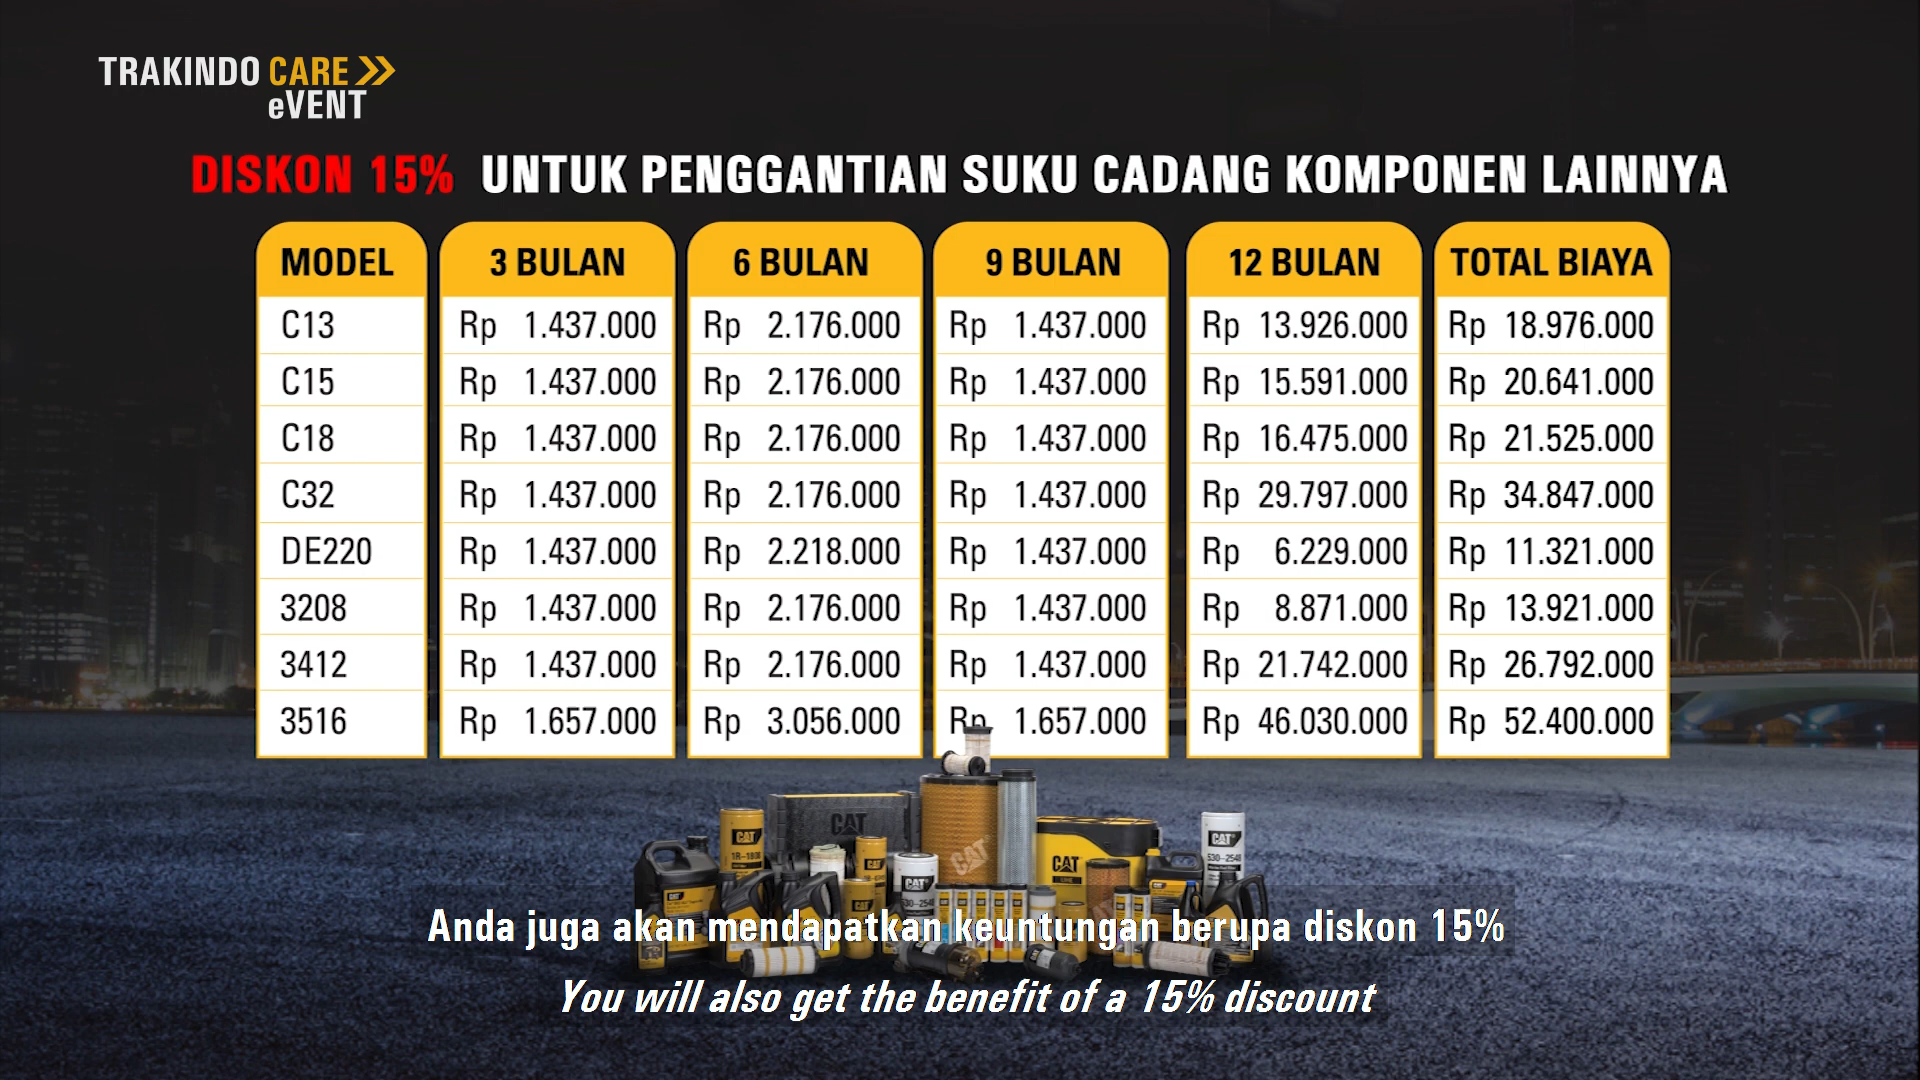 TRAKINDO CARE
eVENT
DISKON 15% UNTUK PENGGANTIAN SUKU CADANG KOMPONEN LAINNYA
MODEL 3 BULAN 6 BULAN 9 BULAN 12 BULAN TOTAL BIAYA
C13 Rp 1.437.000 Rp 2.176.000 Rp 1.437.000 Rp 13.926.000 Rp 18.976.000
C15 Rp 1.437.000 Rp 2.176.000 Rp 1.437.000 Rp 15.591.000 Rp 20.641.000
C18 Rp 1.437.000 Rp 2.176.000 Rp 1.437.000 Rp 16.475.000 Rp 21.525.000
C32 Rp 1.437.000 Rp 2.176.000 Rp 1.437.000 Rp 29.797.000 Rp 34.847.000
DE220 Rp 1.437.000 Rp 2.218.000 Rp 1.437.000 Rp 6.229.000 Rp 11.321.000
3208 Rp 1.437.000 Rp 2.176.000 Rp 1.437.000 Rp 8.871.000 Rp 13.921.000
3412 Rp 1.437.000 Rp 2.176.000 Rp 1.437.000 Rp 21.742.000 Rp 26.792.000
3516 Rp 1.657.000 Rp 3.056.000 Rp 1.657.000 Rp 46.030.000 Rp 52.400.000
CAT
CAT
CAT
CAT
CAT
CAT
CAT
Anda juga akan mendapatkan keuntungan berupa diskon 15%
You will also get the benefit of a 15% discount